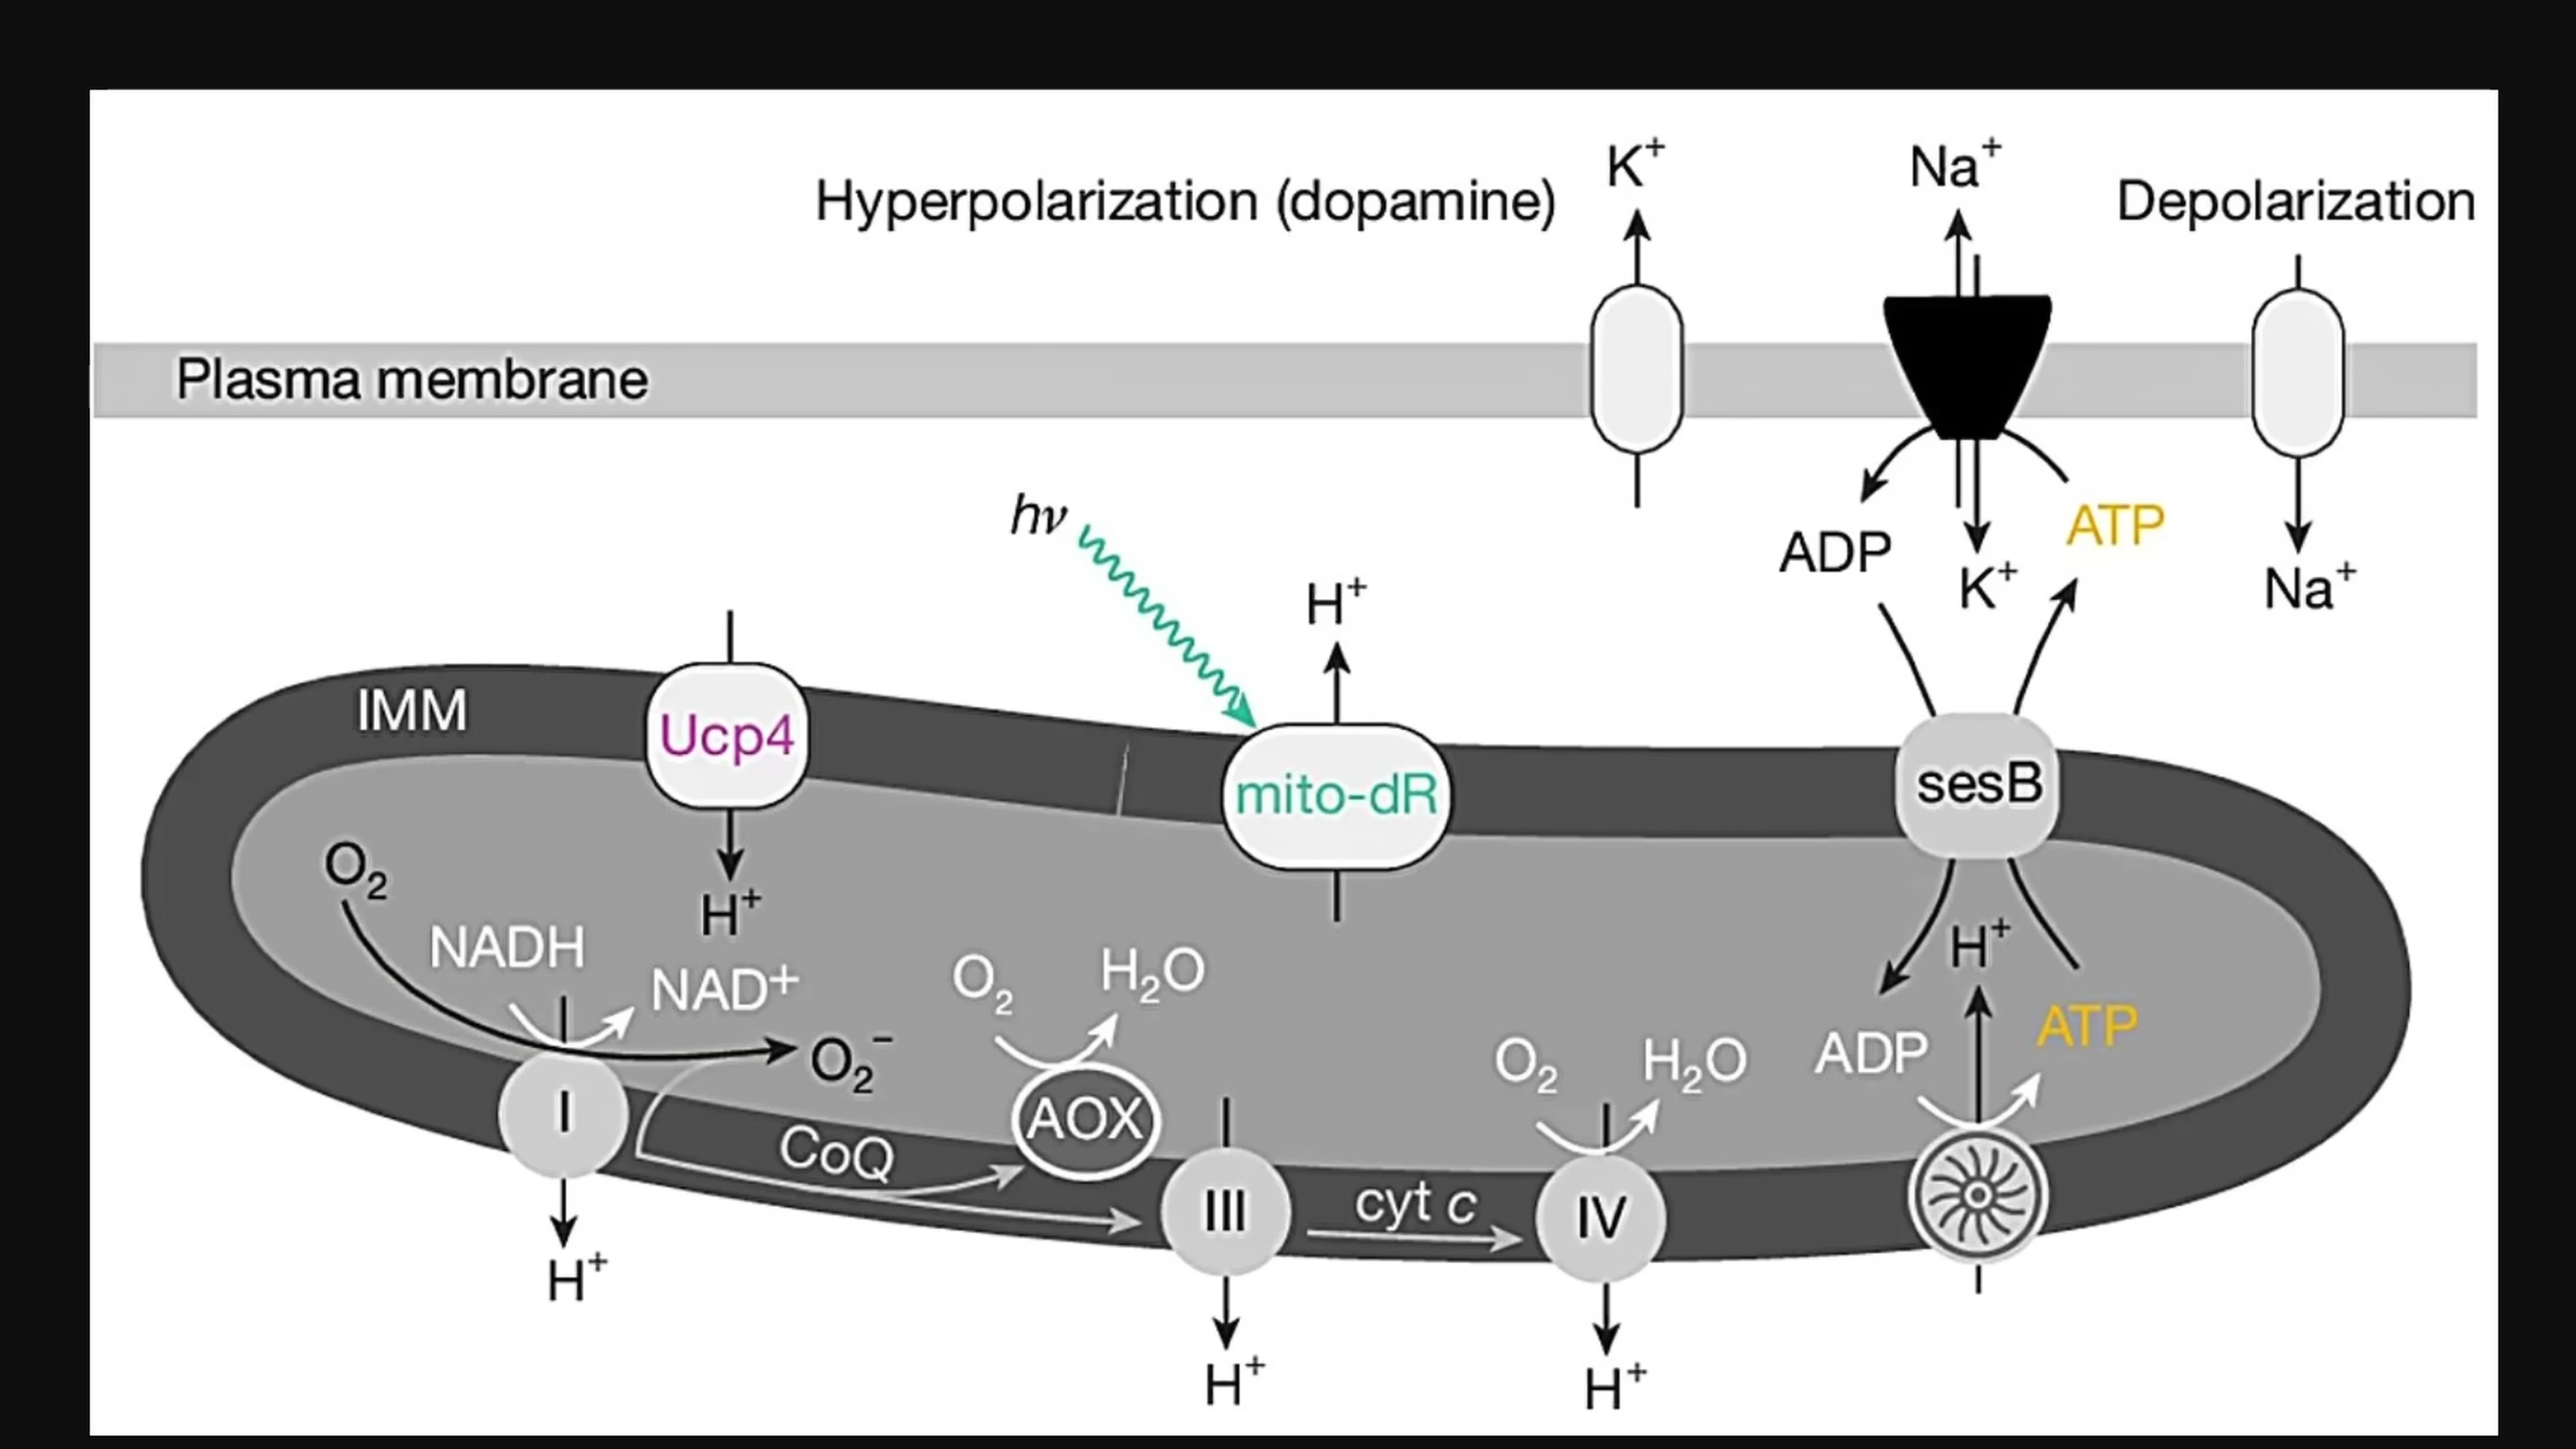 K⁺
Na⁺
Hyperpolarization (dopamine)
Depolarization
Plasma membrane
hν
ATP
ADP
H⁺
K⁺
Na⁺
IMM
Ucp4
mito-dR
sesB
O₂
H⁺
NADH
NAD⁺
O₂
H₂O
H⁺
ATP
O₂⁻
O₂
H₂O
ADP
AOX
I
CoQ
III
cyt c
IV
H⁺
H⁺
H⁺